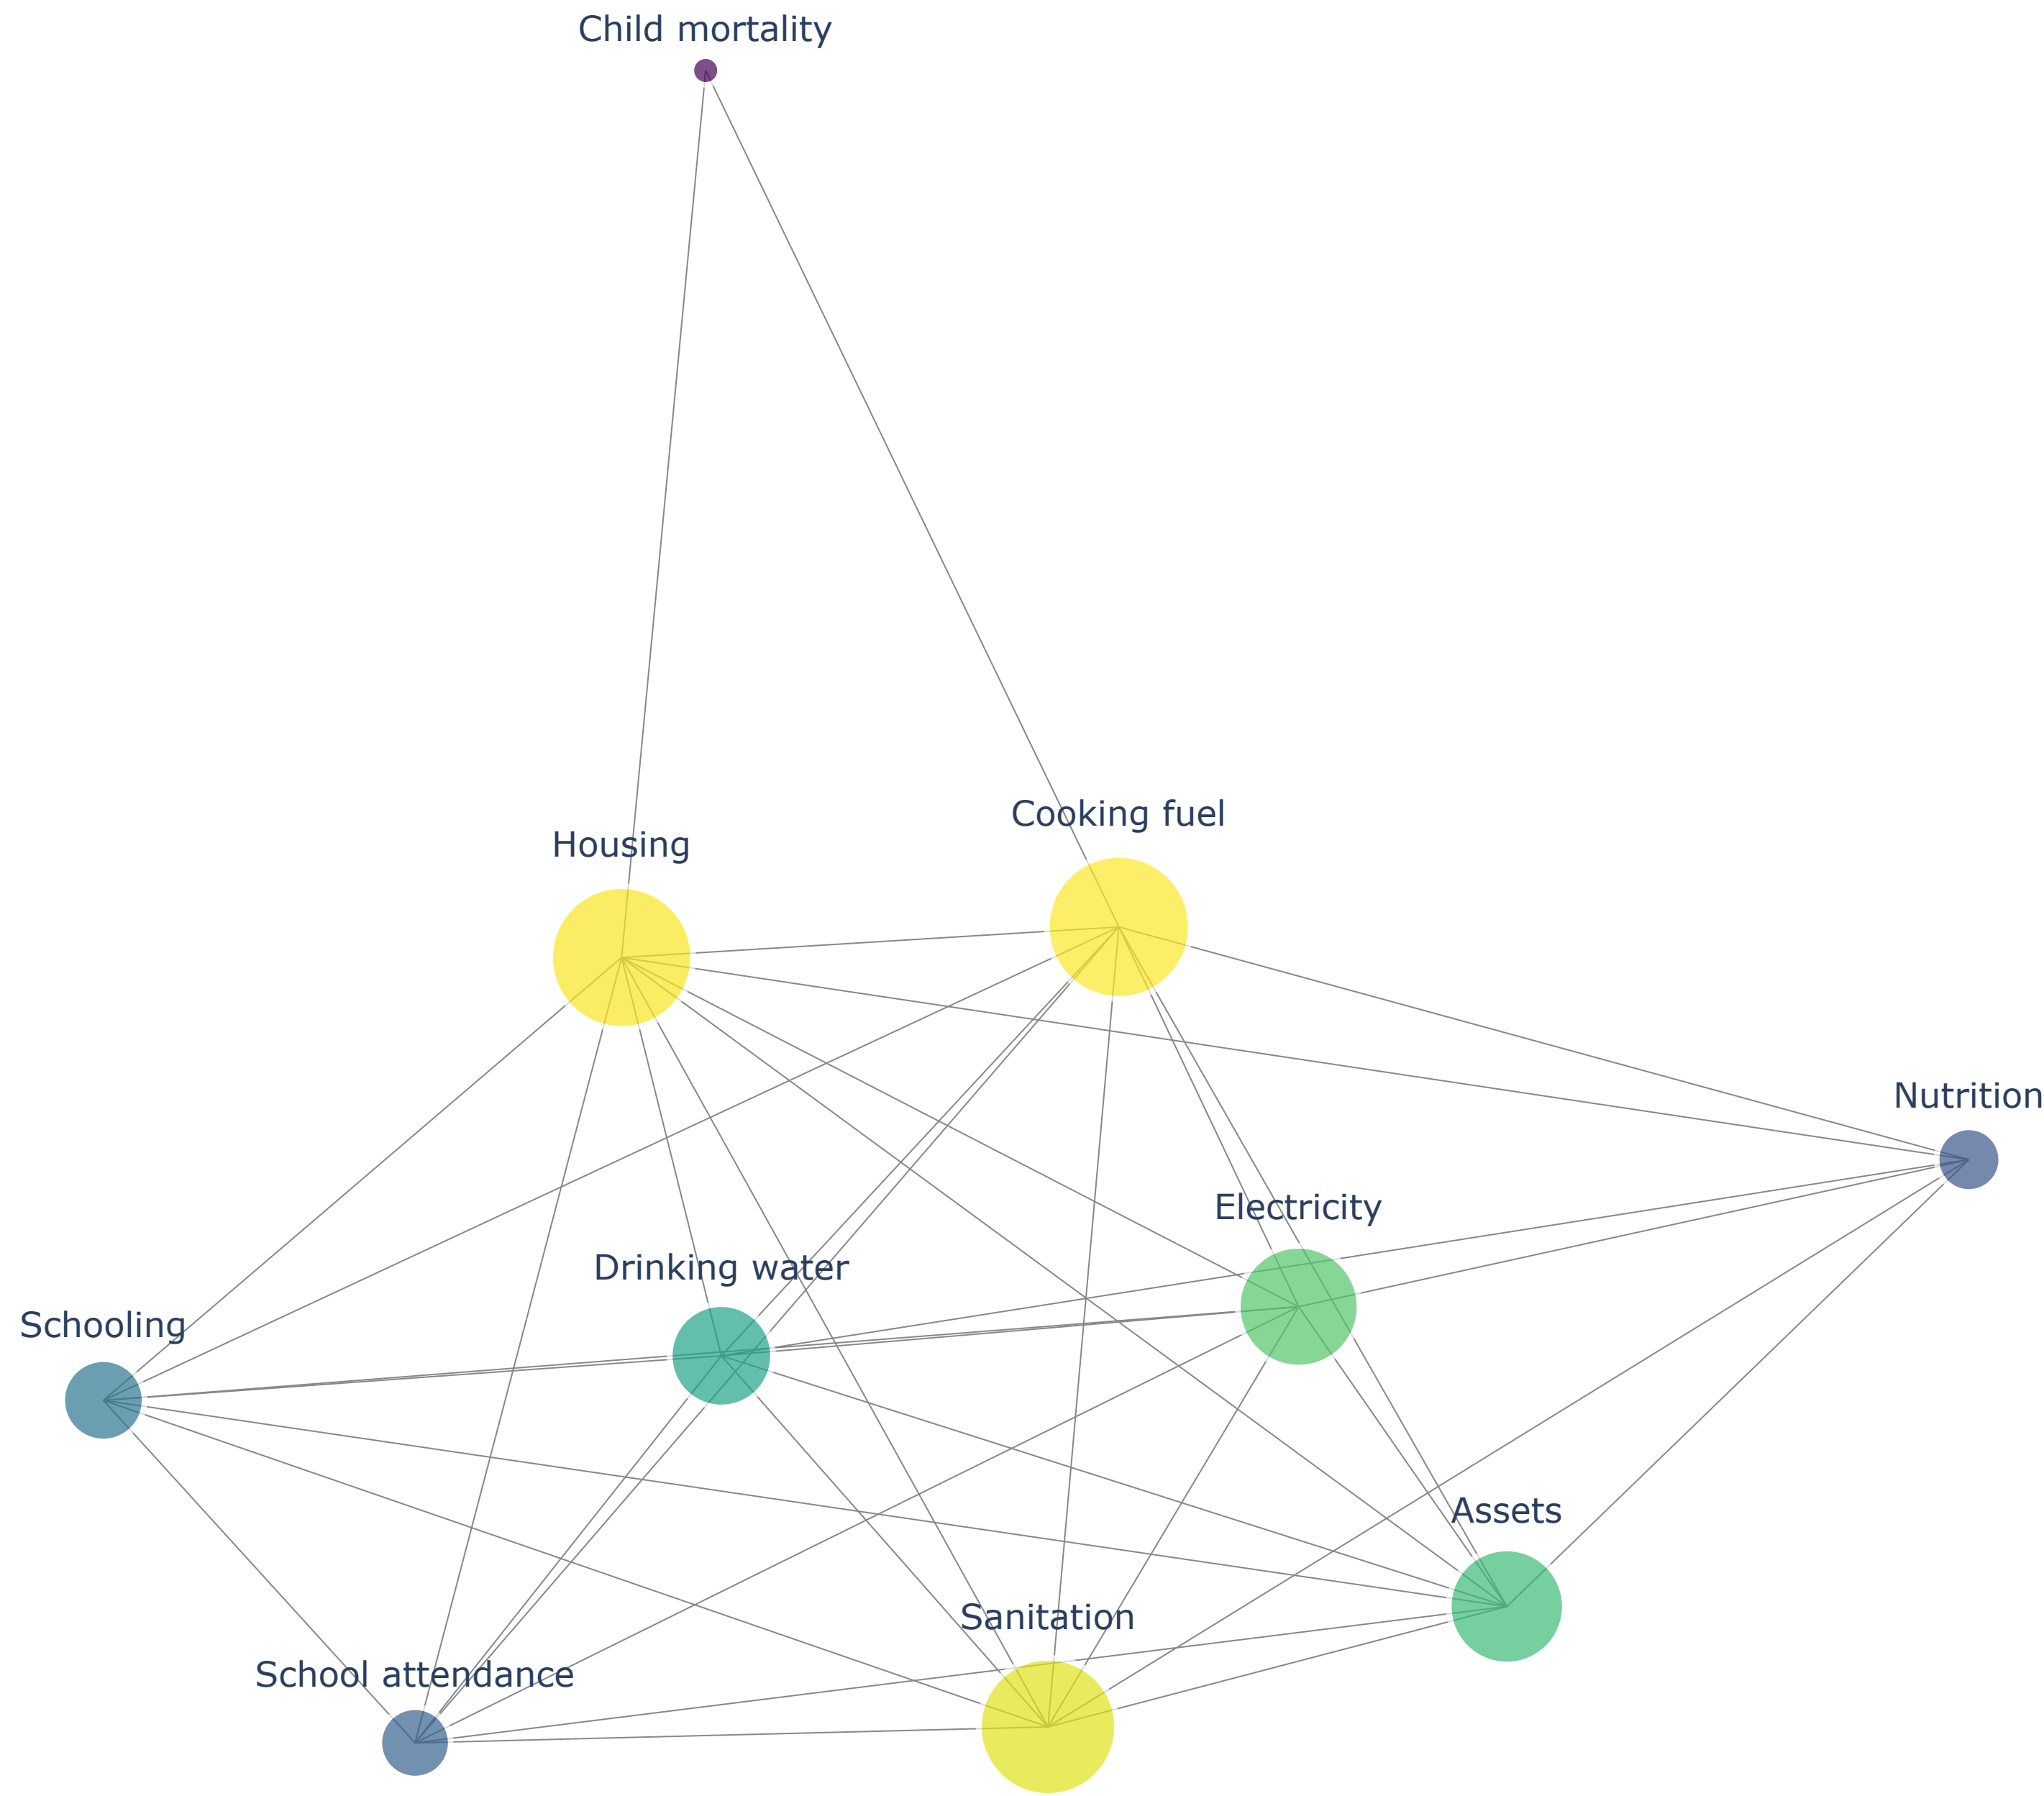 Child mortality
Cooking fuel
Housing
Nutrition
Electricity
Drinking water
Schooling
Assets
Sanitation
School attendance